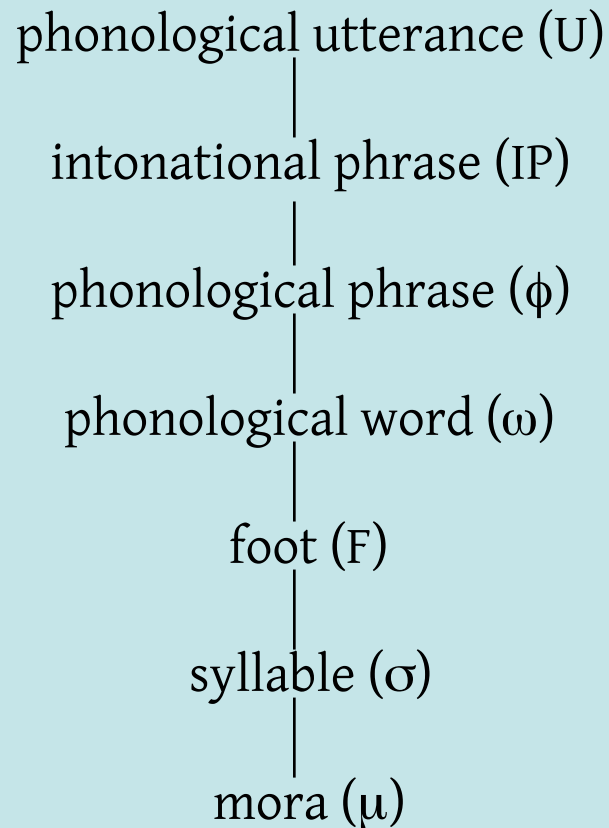 phonological utterance (U)
intonational phrase (IP)
phonological phrase (ϕ)
phonological word (ω)
foot (F)
syllable (σ)
mora (μ)